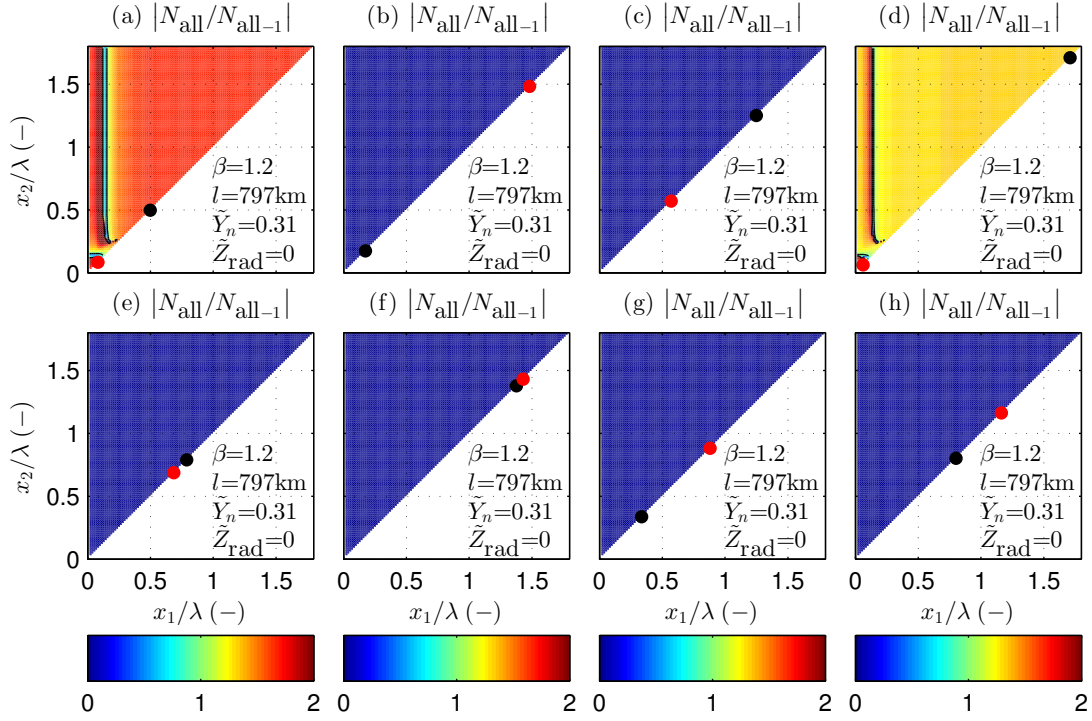 (a) |N_all/N_all−1|
(b) |N_all/N_all−1|
(c) |N_all/N_all−1|
(d) |N_all/N_all−1|
x_2/λ (−)
1.5
1
0.5
0
β=1.2
l=797km
Ỹ_n=0.31
Z̃_rad=0
β=1.2
l=797km
Ỹ_n=0.31
Z̃_rad=0
β=1.2
l=797km
Ỹ_n=0.31
Z̃_rad=0
β=1.2
l=797km
Ỹ_n=0.31
Z̃_rad=0
(e) |N_all/N_all−1|
(f) |N_all/N_all−1|
(g) |N_all/N_all−1|
(h) |N_all/N_all−1|
x_2/λ (−)
1.5
1
0.5
0
β=1.2
l=797km
Ỹ_n=0.31
Z̃_rad=0
β=1.2
l=797km
Ỹ_n=0.31
Z̃_rad=0
β=1.2
l=797km
Ỹ_n=0.31
Z̃_rad=0
β=1.2
l=797km
Ỹ_n=0.31
Z̃_rad=0
0 0.5 1 1.5
0 0.5 1 1.5
0 0.5 1 1.5
0 0.5 1 1.5
x_1/λ (−)
x_1/λ (−)
x_1/λ (−)
x_1/λ (−)
0 1 2
0 1 2
0 1 2
0 1 2